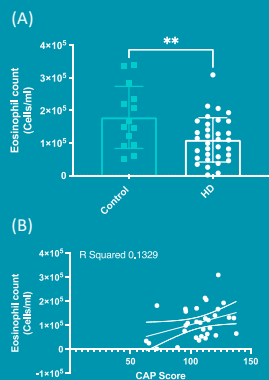 (A)
**
4×10⁵
3×10⁵
2×10⁵
1×10⁵
0
Eosinophil count
(Cells/ml)
Control
HD
(B)
R Squared 0.1329
4×10⁵
3×10⁵
2×10⁵
1×10⁵
0
-1×10⁵
Eosinophil count
(Cells/ml)
50
100
150
CAP Score